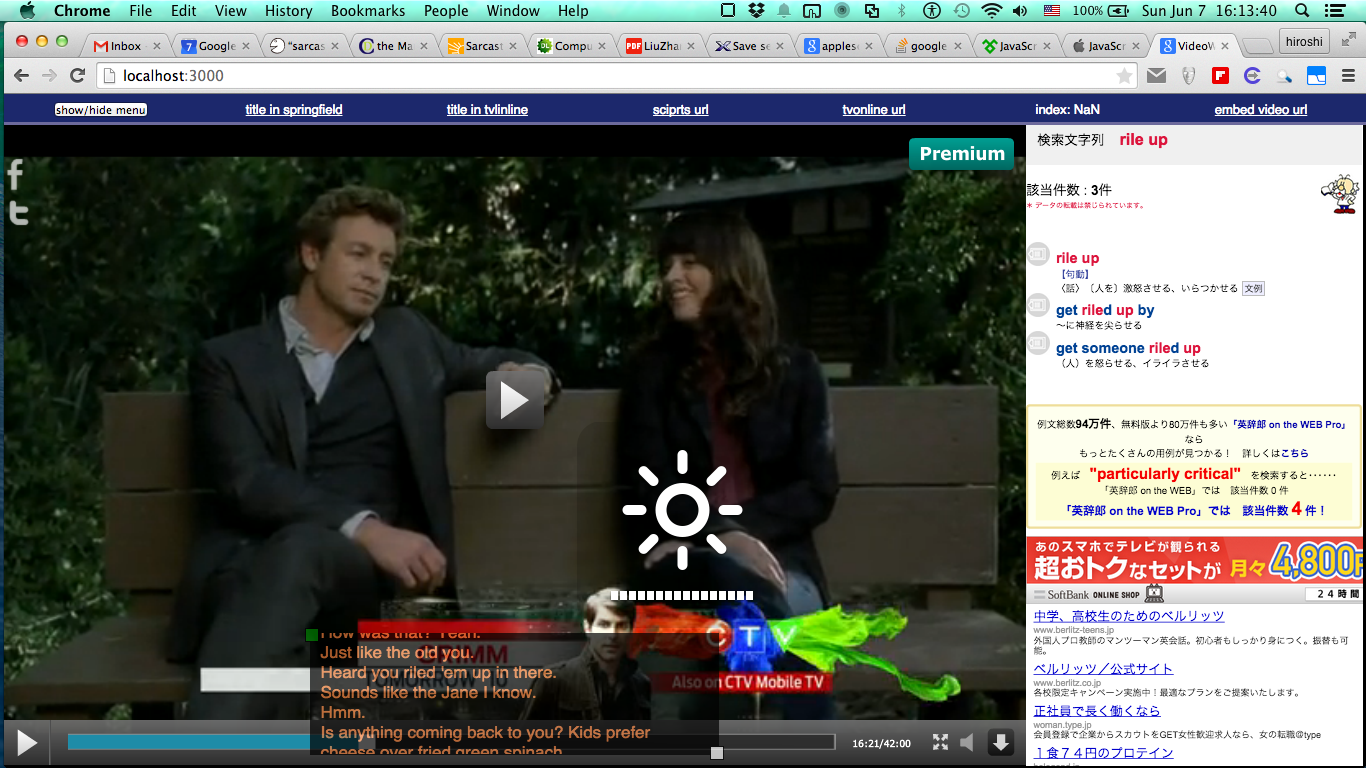 Chrome File Edit View History Bookmarks People Window Help 100% Sun Jun 7 16:13:40
Inbox Google "sarcas the Ma Sarcast Compu LiuZhan Save se applesc google JavaScr JavaScr VideoW hiroshi
localhost:3000
show/hide menu title in springfield title in tvlinline sciprts url tvonline url index: NaN embed video url
Premium
GRIMM
TOMORROW 10
CTV
Also on CTV Mobile TV
How was that? Yeah.
Just like the old you.
Heard you riled 'em up in there.
Sounds like the Jane I know.
Hmm.
Is anything coming back to you? Kids prefer
cheese over fried green spinach.
16:21/42:00
検索文字列 rile up
該当件数 : 3件
* データの転載は禁じられています。
rile up
【句動】
〈話〉〔人を〕激怒させる、いらつかせる 文例
get riled up by
～に神経を尖らせる
get someone riled up
（人）を怒らせる、イライラさせる
例文総数94万件、無料版より80万件も多い「英辞郎 on the WEB Pro」
なら
もっとたくさんの用例が見つかる！ 詳しくはこちら
例えば "particularly critical" を検索すると‥‥‥
「英辞郎 on the WEB」では 該当件数 0 件
「英辞郎 on the WEB Pro」では 該当件数 4 件！
あのスマホでテレビが観られる
超おトクなセットが 月々4,800円
SoftBank ONLINE SHOP 24時間
中学、高校生のためのベルリッツ
www.berlitz-teens.jp
外国人プロ教師のマンツーマン英会話。初心者もしっかり身につく。振替も可
能。
ベルリッツ／公式サイト
www.berlitz.co.jp
各校限定キャンペーン実施中！最適なプランをご提案いたします。
正社員で長く働くなら
woman.type.jp
会員登録で企業からスカウトをGET女性歓迎求人なら、女の転職@type
１食７４円のプロテイン